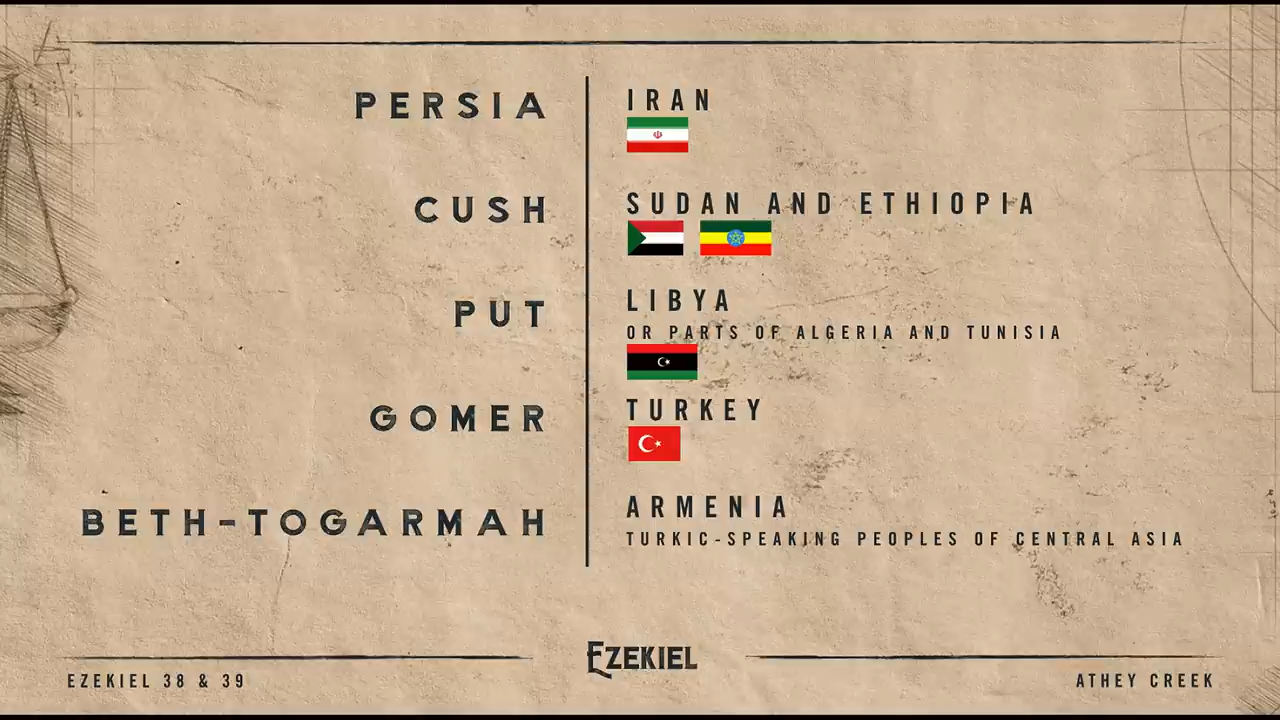 PERSIA
IRAN
CUSH
SUDAN AND ETHIOPIA
PUT
LIBYA
OR PARTS OF ALGERIA AND TUNISIA
GOMER
TURKEY
BETH-TOGARMAH
ARMENIA
TURKIC-SPEAKING PEOPLES OF CENTRAL ASIA
EZEKIEL
EZEKIEL 38 & 39
ATHEY CREEK